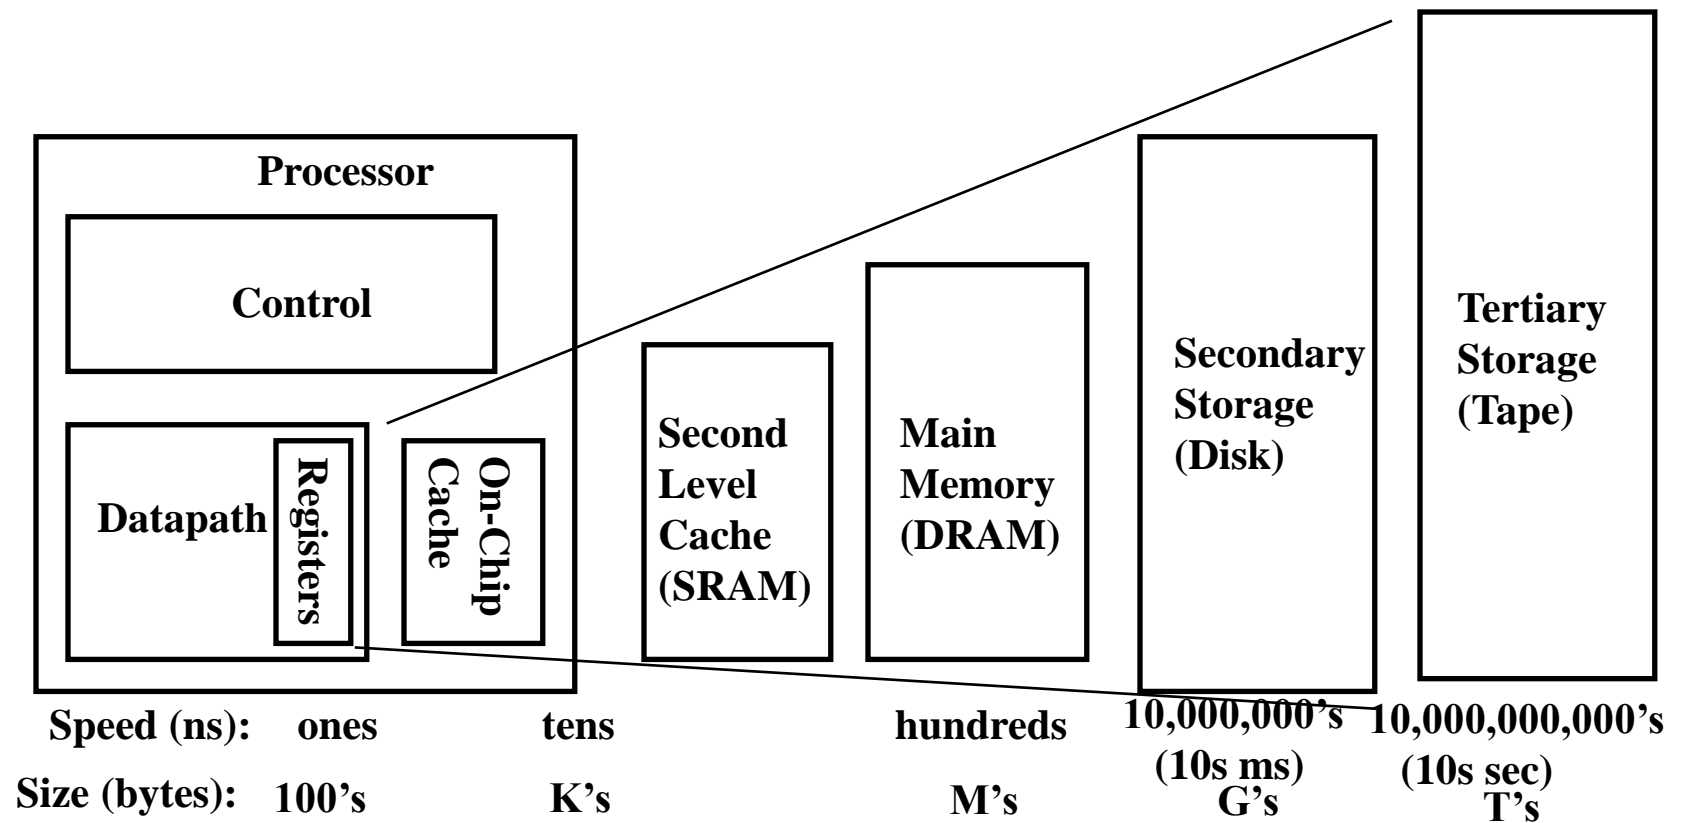 Processor
Control
Datapath
Registers
On-Chip
Cache
Second
Level
Cache
(SRAM)
Main
Memory
(DRAM)
Secondary
Storage
(Disk)
Tertiary
Storage
(Tape)
Speed (ns): ones tens hundreds 10,000,000's 10,000,000,000's
(10s ms) (10s sec)
Size (bytes): 100's K's M's G's T's